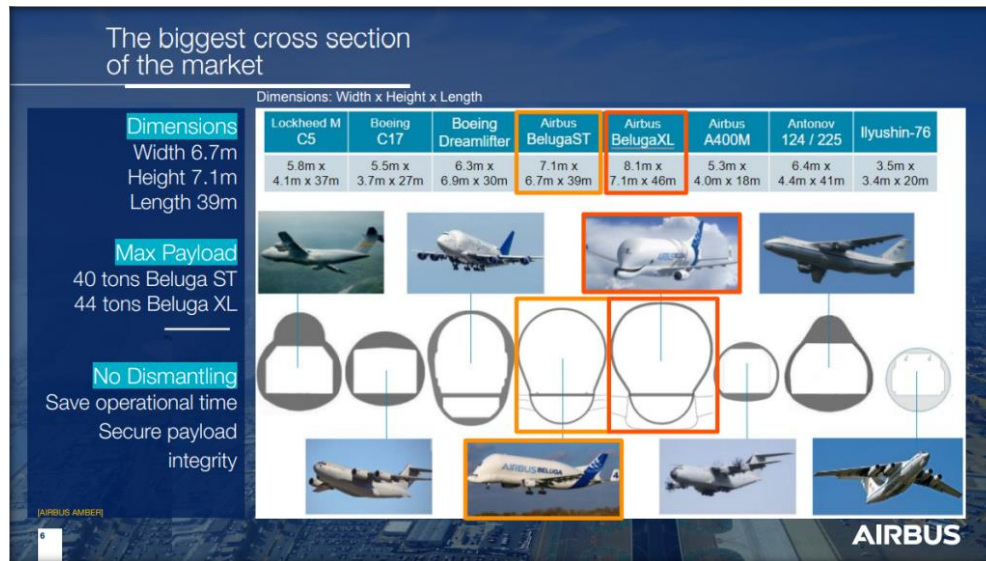 The biggest cross section
of the market
Dimensions
Width 6.7m
Height 7.1m
Length 39m
Max Payload
40 tons Beluga ST
44 tons Beluga XL
No Dismantling
Save operational time
Secure payload
integrity
[AIRBUS AMBER]
6
Dimensions: Width x Height x Length
Lockheed M
C5
Boeing
C17
Boeing
Dreamlifter
Airbus
BelugaST
Airbus
BelugaXL
Airbus
A400M
Antonov
124 / 225
Ilyushin-76
5.8m x
4.1m x 37m
5.5m x
3.7m x 27m
6.3m x
6.9m x 30m
7.1m x
6.7m x 39m
8.1m x
7.1m x 46m
5.3m x
4.0m x 18m
6.4m x
4.4m x 41m
3.5m x
3.4m x 20m
AIRBUS BELUGA
AIRBUS